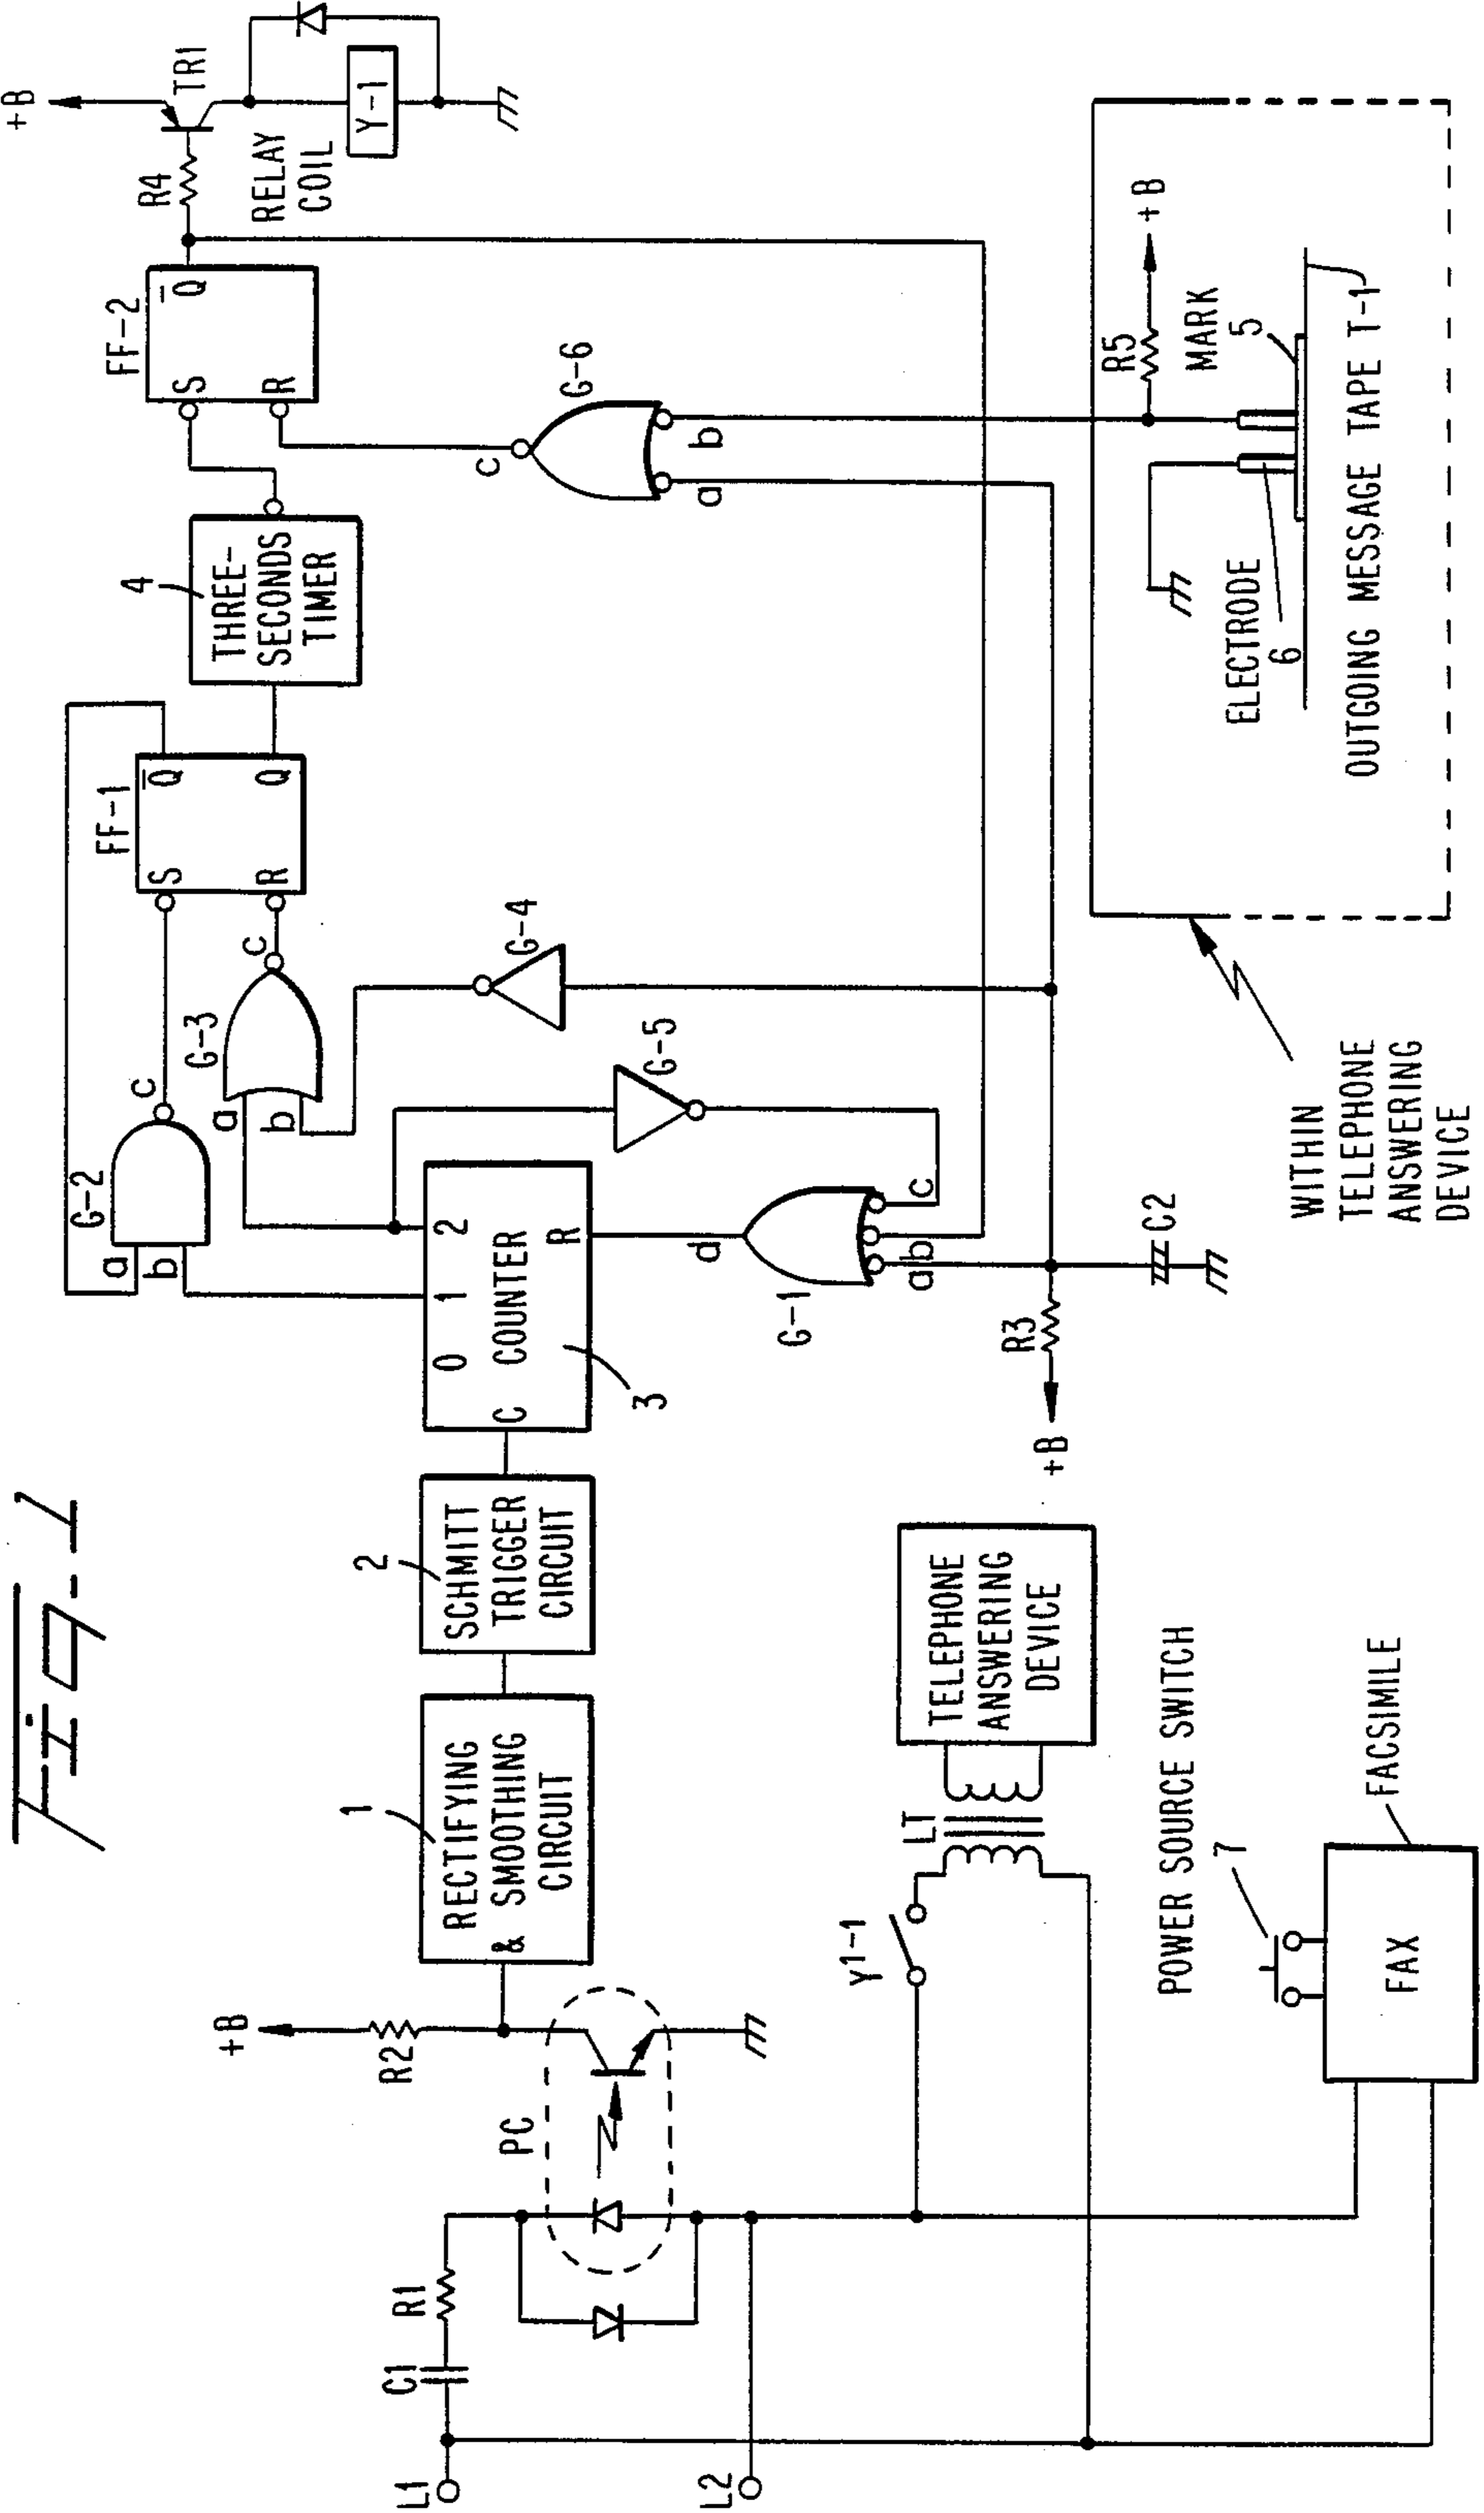 Fig. 1
L1
C1
R1
L2
PC
+B
R2
1
RECTIFYING
& SMOOTHING
CIRCUIT
2
SCHMITT
TRIGGER
CIRCUIT
C
0
1
2
COUNTER
R
3
G-2
a
b
c
G-3
a
b
c
G-4
G-5
G-1
a
b
c
d
FF-1
S
R
Q
Q
4
THREE-
SECONDS
TIMER
FF-2
S
R
Q
R4
TR1
+B
RELAY
COIL
Y-1
G-6
a
b
c
+B
R3
C2
y1-1
LT
TELEPHONE
ANSWERING
DEVICE
POWER SOURCE SWITCH
7
FAX
FACSIMILE
WITHIN
TELEPHONE
ANSWERING
DEVICE
R5
+B
MARK
5
ELECTRODE
6
OUTGOING MESSAGE TAPE T-1